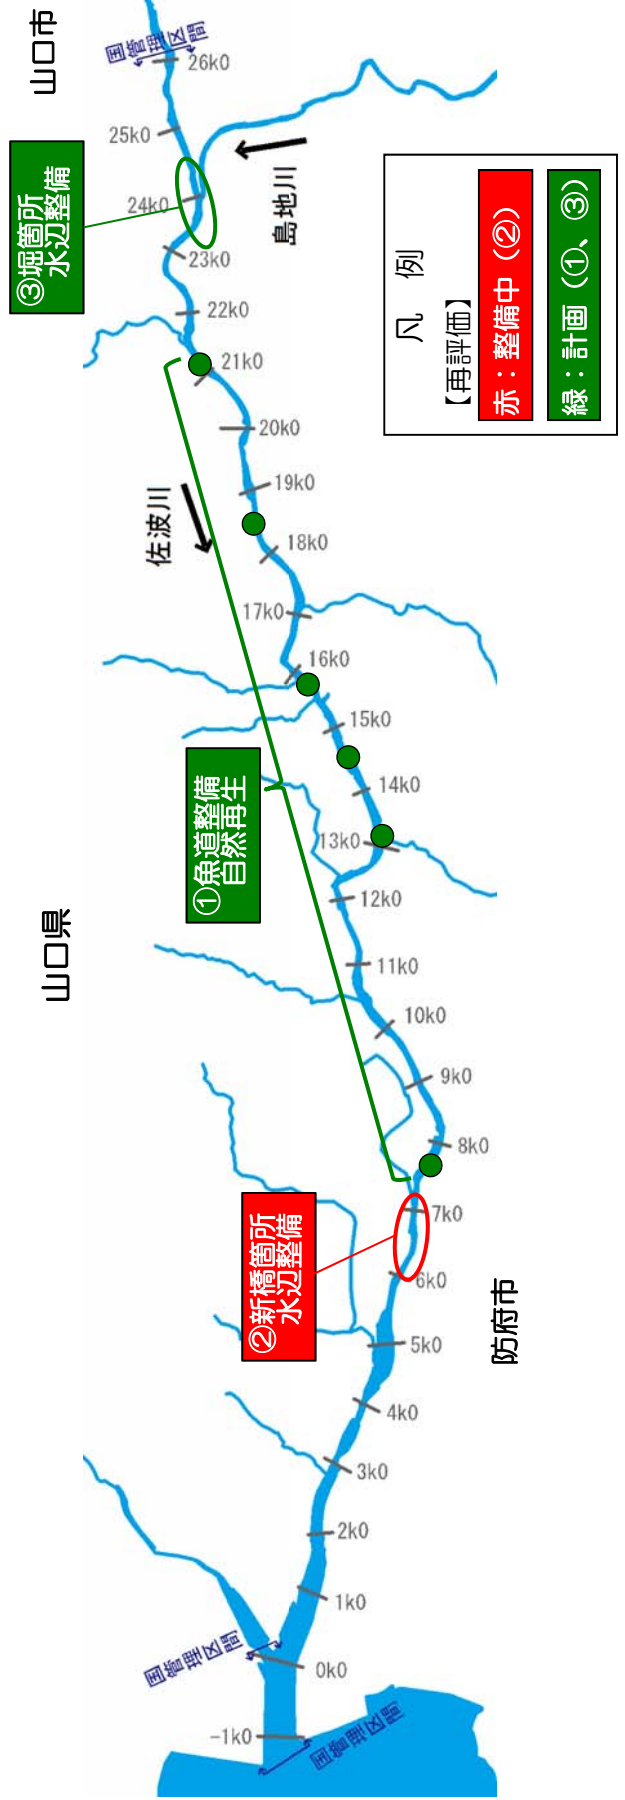 山口市
国管理区間
26k0
25k0
24k0
23k0
22k0
21k0
20k0
19k0
18k0
17k0
16k0
15k0
14k0
13k0
12k0
11k0
10k0
9k0
8k0
7k0
6k0
5k0
4k0
3k0
2k0
1k0
0k0
-1k0
③堀箇所
水辺整備
島地川
佐波川
凡 例
【再評価】
赤：整備中（②）
緑：計画（①、③）
①魚道整備
自然再生
山口県
②新橋箇所
水辺整備
防府市
国管理区間
国管理区間